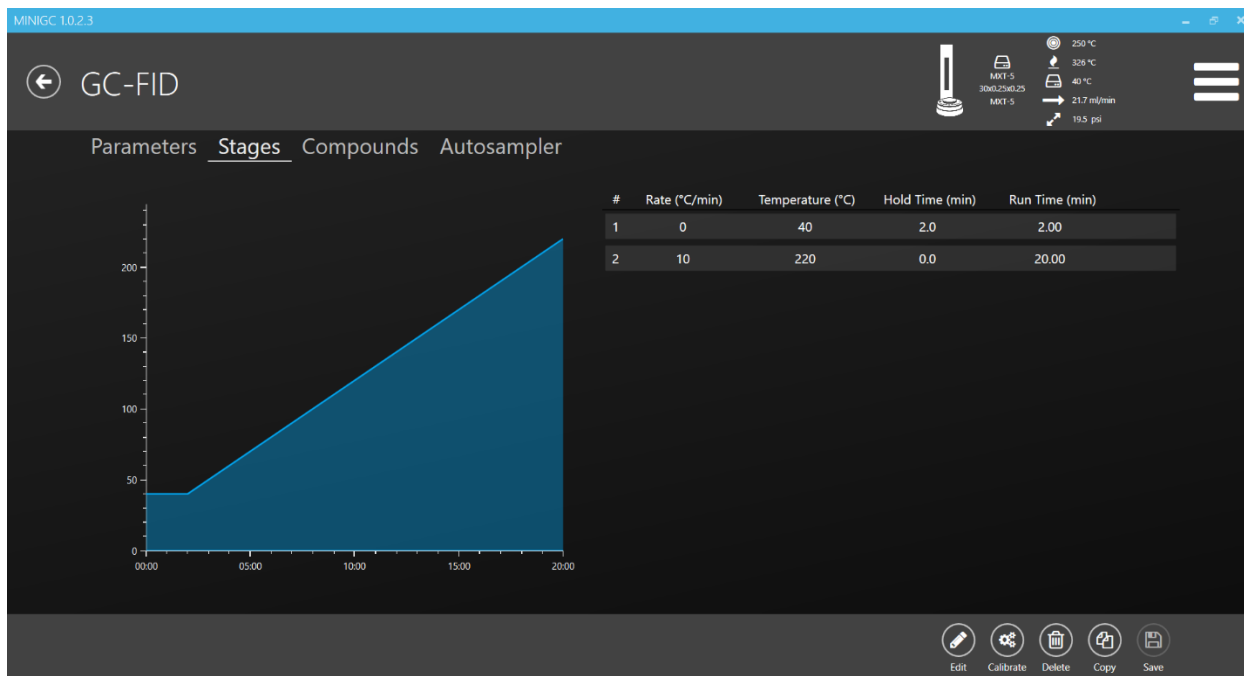 MINIGC 1.0.2.3
GC-FID
MXT-5
30x0.25x0.25
MXT-5
250 °C
326 °C
40 °C
21.7 ml/min
19.5 psi
Parameters Stages Compounds Autosampler
# Rate (°C/min) Temperature (°C) Hold Time (min) Run Time (min)
1 0 40 2.0 2.00
2 10 220 0.0 20.00
200
150
100
50
0
00:00 05:00 10:00 15:00 20:00
Edit Calibrate Delete Copy Save